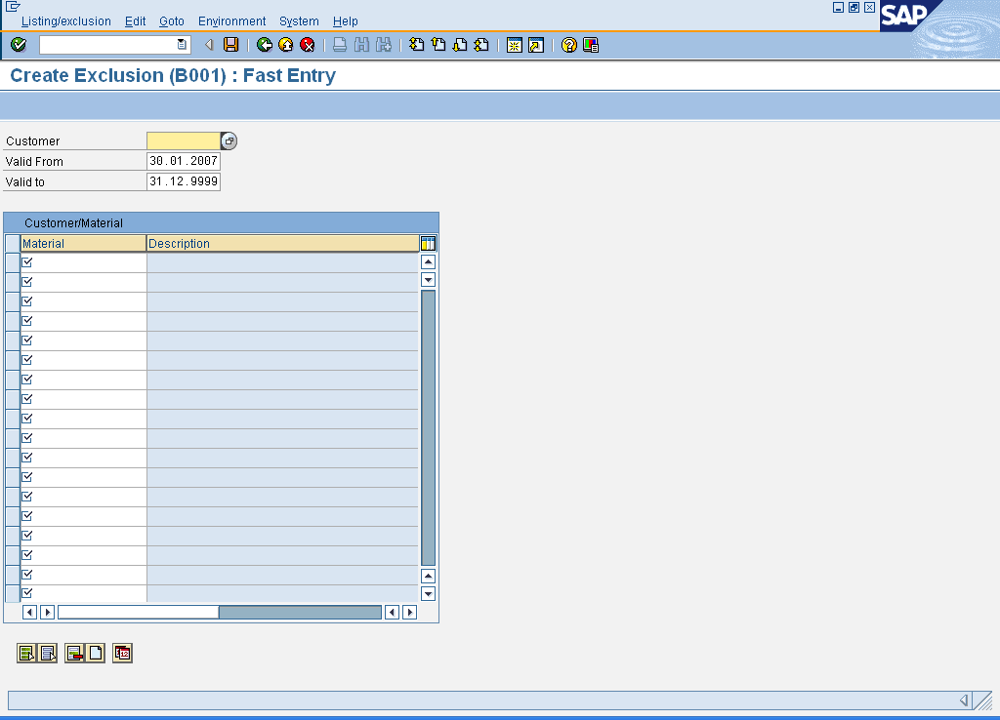 Listing/exclusion Edit Goto Environment System Help
SAP
Create Exclusion (B001) : Fast Entry
Customer
Valid From 30.01.2007
Valid to 31.12.9999
Customer/Material
Material Description
12